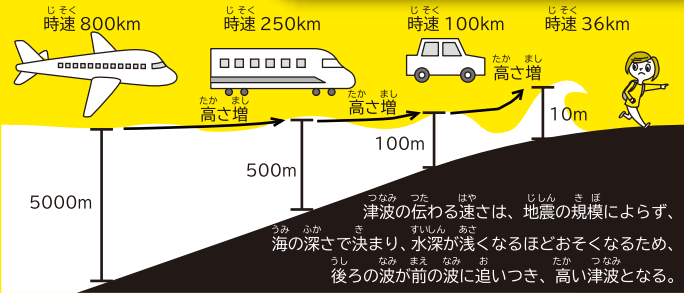 時速800km
時速250km
時速100km
時速36km
高さ増
高さ増
高さ増
5000m
500m
100m
10m
津波の伝わる速さは、地震の規模によらず、
海の深さで決まり、水深が浅くなるほどおそくなるため、
後ろの波が前の波に追いつき、高い津波となる。